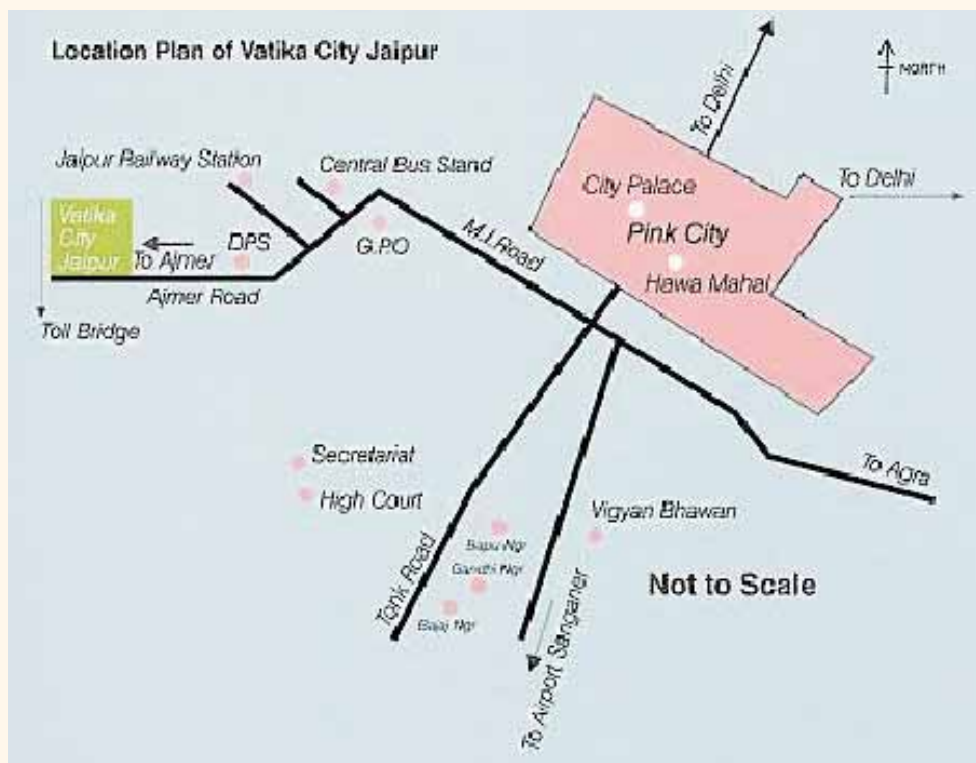 Location Plan of Vatika City Jaipur
NORTH
To Delhi
Jaipur Railway Station
Central Bus Stand
City Palace
To Delhi
Vatika
City
Jaipur
To Ajmer
DPS
G.P.O
M.I.Road
Pink City
Hawa Mahal
Ajmer Road
Toll Bridge
Secretariat
High Court
To Agra
Vigyan Bhawan
Bapu Ngr
Gandhi Ngr
Bajaj Ngr
Tonk Road
Not to Scale
To Airport Sanganer